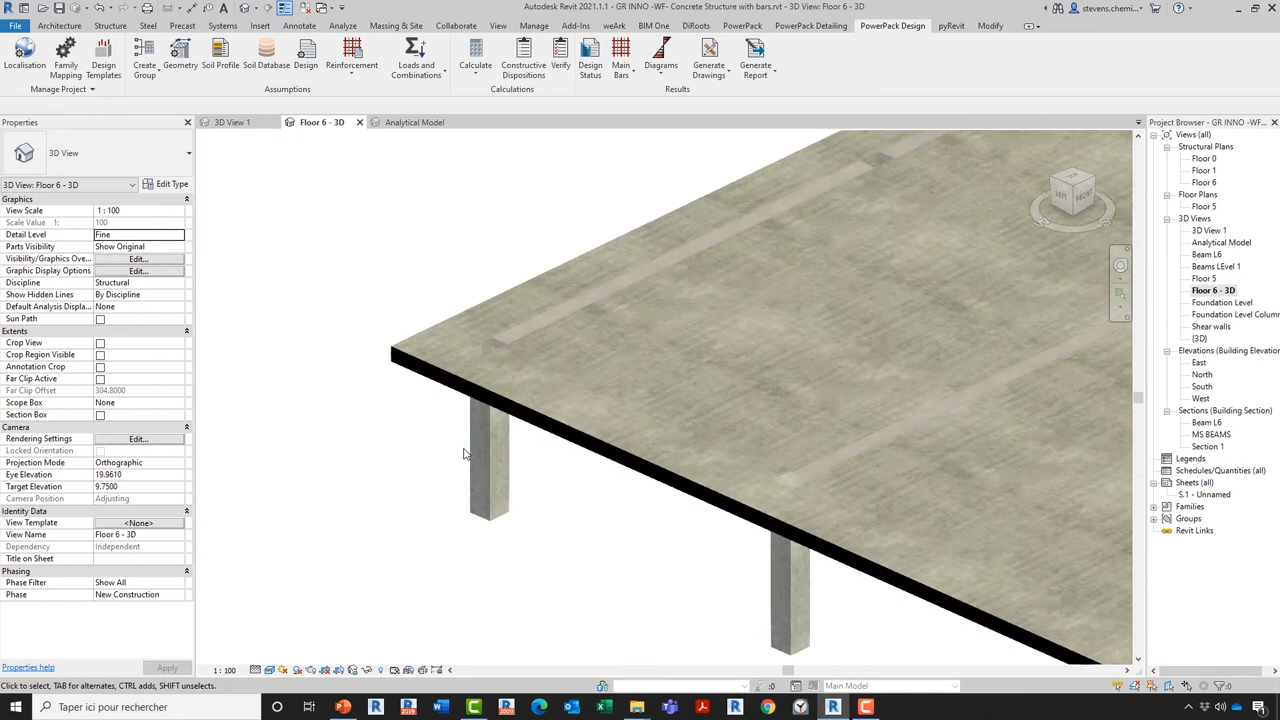 Autodesk Revit 2021.1.1 - GR INNO -WF- Concrete Structure with bars.rvt - 3D View: Floor 6 - 3D
stevens.chemi...
File Architecture Structure Steel Precast Systems Insert Annotate Analyze Massing & Site Collaborate View Manage Add-Ins weArk BIM One DiRoots PowerPack PowerPack Detailing PowerPack Design pyRevit Modify
Localisation Family Mapping Design Templates Create Group Geometry Soil Profile Soil Database Design Reinforcement Loads and Combinations Calculate Constructive Dispositions Verify Design Status Main Bars Diagrams Generate Drawings Generate Report
Manage Project Assumptions Calculations Results
Properties
3D View 1 Floor 6 - 3D Analytical Model
Project Browser - GR INNO -WF...
3D View
3D View: Floor 6 - 3D Edit Type
Graphics
View Scale 1 : 100
Scale Value 1: 100
Detail Level Fine
Parts Visibility Show Original
Visibility/Graphics Ove... Edit...
Graphic Display Options Edit...
Discipline Structural
Show Hidden Lines By Discipline
Default Analysis Displa... None
Sun Path
Extents
Crop View
Crop Region Visible
Annotation Crop
Far Clip Active
Far Clip Offset 304.8000
Scope Box None
Section Box
Camera
Rendering Settings Edit...
Locked Orientation
Projection Mode Orthographic
Eye Elevation 19.9610
Target Elevation 9.7500
Camera Position Adjusting
Identity Data
View Template <None>
View Name Floor 6 - 3D
Dependency Independent
Title on Sheet
Phasing
Phase Filter Show All
Phase New Construction
Properties help Apply
LEFT FRONT
Views (all)
Structural Plans
Floor 0
Floor 1
Floor 6
Floor Plans
Floor 5
3D Views
3D View 1
Analytical Model
Beam L6
Beams LEvel 1
Floor 5
Floor 6 - 3D
Foundation Level
Foundation Level Colum
Shear walls
{3D}
Elevations (Building Elevation
East
North
South
West
Sections (Building Section)
Beam L6
MS BEAMS
Section 1
Legends
Schedules/Quantities (all)
Sheets (all)
S.1 - Unnamed
Families
Groups
Revit Links
1 : 100
Click to select, TAB for alternates, CTRL adds, SHIFT unselects.
:0 Main Model :0
Taper ici pour rechercher